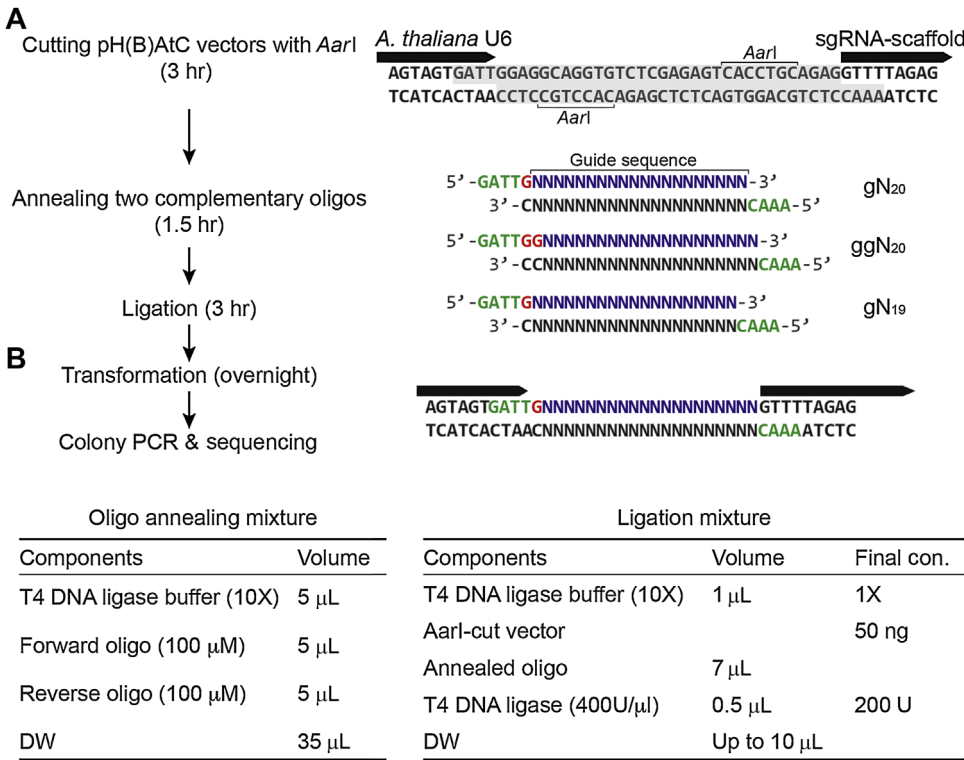 A
Cutting pH(B)AtC vectors with AarI
(3 hr)
Annealing two complementary oligos
(1.5 hr)
Ligation (3 hr)
Transformation (overnight)
Colony PCR & sequencing
A. thaliana U6
sgRNA-scaffold
AarI
AGTAGTGATTGGAGGCAGGTGTCTCGAGAGTCACCTGCAGAGGTTTTAGAG
TCATCACTAACCTCCGTCCACAGAGCTCTCAGTGGACGTCTCCAAAATCTC
AarI
Guide sequence
5’-GATTGNNNNNNNNNNNNNNNNNNNN-3’
3’-CNNNNNNNNNNNNNNNNNNNNCAAA-5’
gN20
5’-GATTGGNNNNNNNNNNNNNNNNNNNN-3’
3’-CCNNNNNNNNNNNNNNNNNNNNCAAA-5’
ggN20
5’-GATTGNNNNNNNNNNNNNNNNNNN-3’
3’-CNNNNNNNNNNNNNNNNNNNCAAA-5’
gN19
AGTAGTGATTGNNNNNNNNNNNNNNNNNNNNGTTTTAGAG
TCATCACTAACNNNNNNNNNNNNNNNNNNNNCAAAATCTC
B
Oligo annealing mixture
Components Volume
T4 DNA ligase buffer (10X) 5 µL
Forward oligo (100 µM) 5 µL
Reverse oligo (100 µM) 5 µL
DW 35 µL
Ligation mixture
Components Volume Final con.
T4 DNA ligase buffer (10X) 1 µL 1X
AarI-cut vector 50 ng
Annealed oligo 7 µL
T4 DNA ligase (400U/µl) 0.5 µL 200 U
DW Up to 10 µL